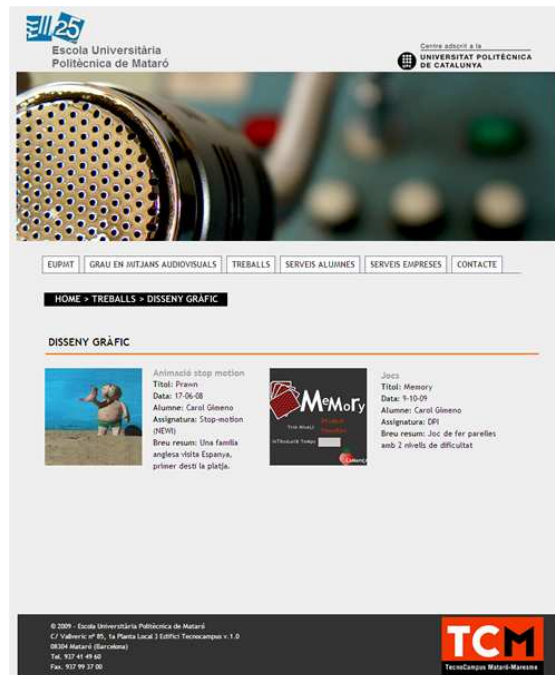 25
Escola Universitària
Politècnica de Mataró
Centre adscrit a la
UNIVERSITAT POLITÈCNICA
DE CATALUNYA
EUPMT GRAU EN MITJANS AUDIOVISUALS TREBALLS SERVEIS ALUMNES SERVEIS EMPRESES CONTACTE
HOME > TREBALLS > DISSENY GRÀFIC
DISSENY GRÀFIC
Animació stop motion
Títol: Prawn
Data: 17-06-08
Alumne: Carol Gimeno
Assignatura: Stop-motion
(NEW!)
Breu resum: Una família
anglesa visita Espanya,
primer destí la platja.
Memory
Jocs
Títol: Memory
Data: 9-10-09
Alumne: Carol Gimeno
Assignatura: DPI
Breu resum: Joc de fer parelles
amb 2 nivells de dificultat
© 2009 - Escola Universitària Politècnica de Mataró
C/ Vallveric nº 85, 1a Planta Local 3 Edifici Tecnocampus v.1.0
08304 Mataró (Barcelona)
Tel. 937 41 49 60
Fax. 937 99 37 00
TCM
TecnoCampus Mataró-Maresme